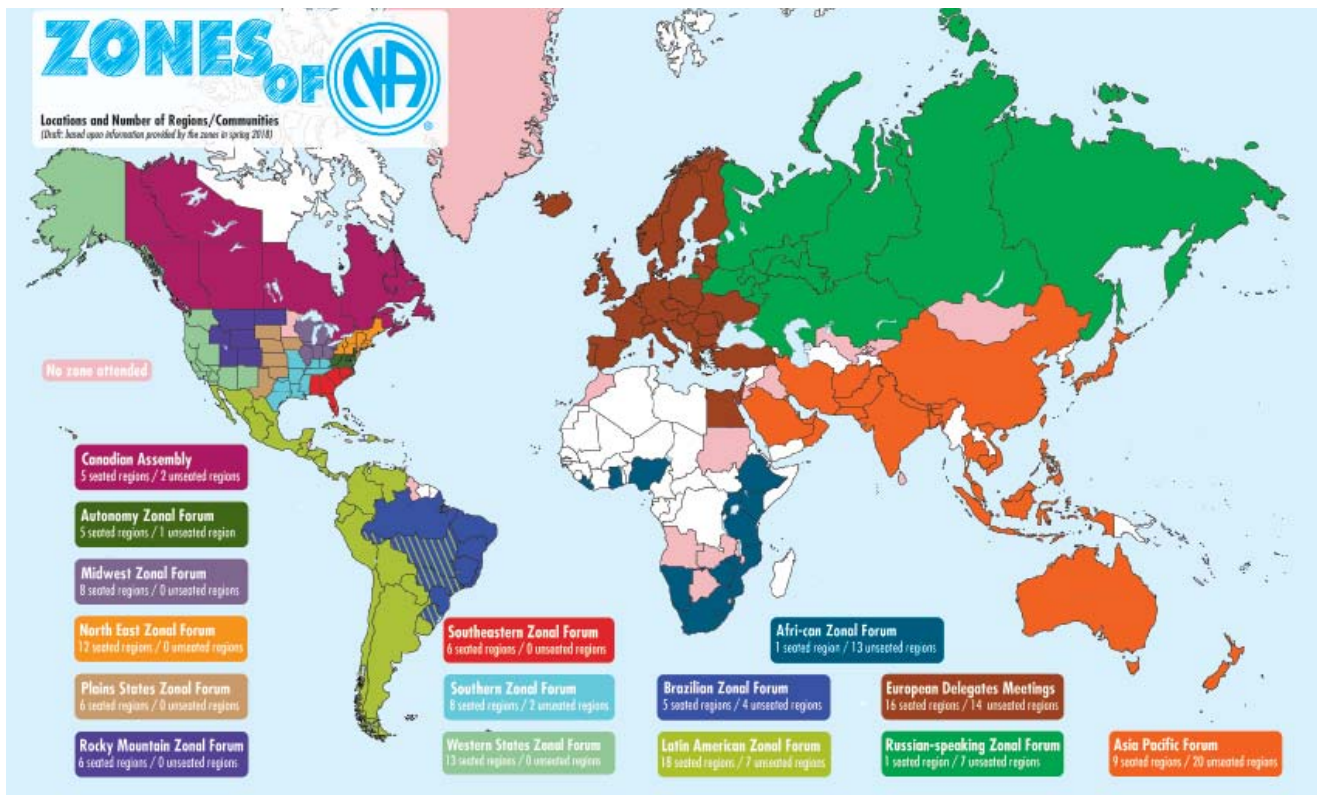 ZONES
OF NA
®
Locations and Number of Regions/Communities
(Draft: based upon information provided by the zones in spring 2018)
No zone attended
Canadian Assembly
5 seated regions / 2 unseated regions
Autonomy Zonal Forum
5 seated regions / 1 unseated region
Midwest Zonal Forum
8 seated regions / 0 unseated regions
North East Zonal Forum
12 seated regions / 0 unseated regions
Plains States Zonal Forum
6 seated regions / 0 unseated regions
Rocky Mountain Zonal Forum
6 seated regions / 0 unseated regions
Southeastern Zonal Forum
6 seated regions / 0 unseated regions
Southern Zonal Forum
8 seated regions / 2 unseated regions
Western States Zonal Forum
13 seated regions / 0 unseated regions
Afri-can Zonal Forum
1 seated region / 13 unseated regions
Brazilian Zonal Forum
5 seated regions / 4 unseated regions
Latin American Zonal Forum
18 seated regions / 7 unseated regions
European Delegates Meetings
16 seated regions / 14 unseated regions
Russian-speaking Zonal Forum
1 seated region / 7 unseated regions
Asia Pacific Forum
9 seated regions / 20 unseated regions